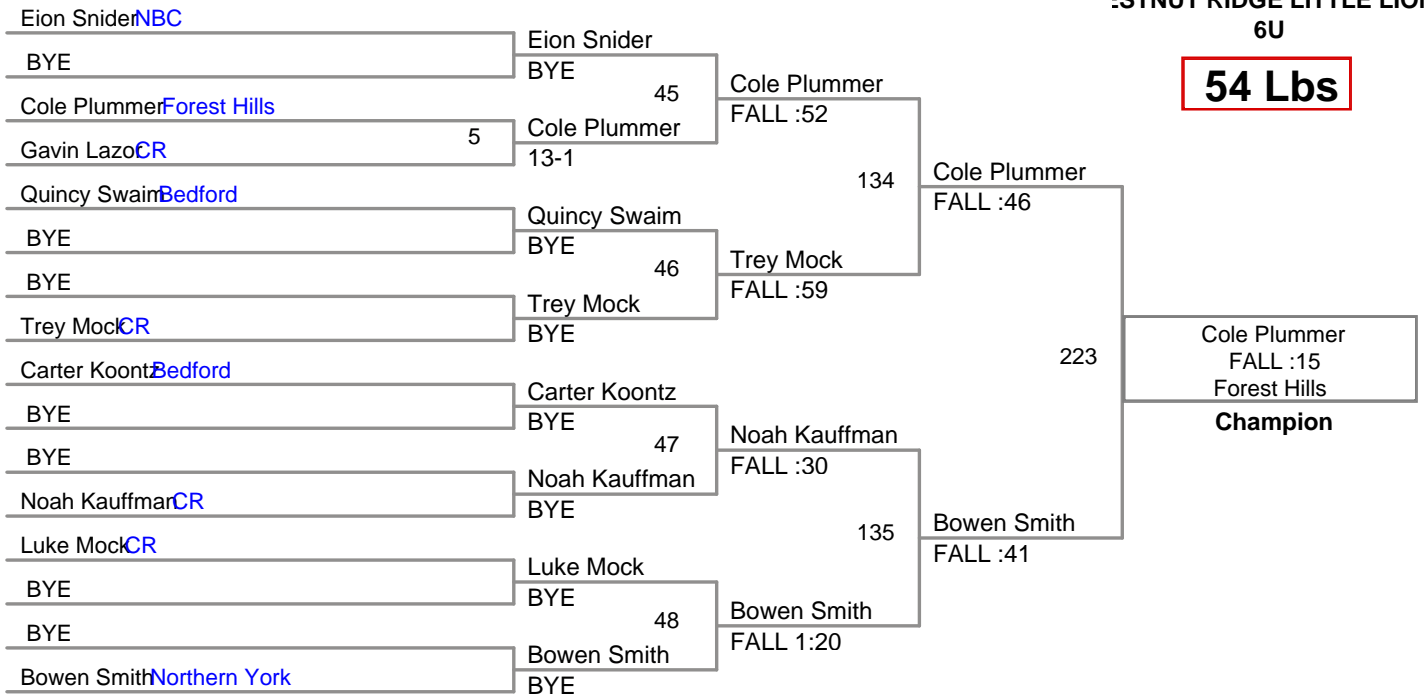 ESTNUT RIDGE LITTLE LION
6U
54 Lbs
Eion Snider NBC
BYE
Cole Plummer Forest Hills
Gavin Lazor CR
Quincy Swaim Bedford
BYE
BYE
Trey Mock CR
Carter Koontz Bedford
BYE
BYE
Noah Kauffman CR
Luke Mock CR
BYE
BYE
Bowen Smith Northern York
5
Eion Snider
BYE
Cole Plummer
13-1
Quincy Swaim
BYE
Trey Mock
BYE
Carter Koontz
BYE
Noah Kauffman
BYE
Luke Mock
BYE
Bowen Smith
BYE
45
46
47
48
Cole Plummer
FALL :52
Trey Mock
FALL :59
Noah Kauffman
FALL :30
Bowen Smith
FALL 1:20
134
135
Cole Plummer
FALL :46
Bowen Smith
FALL :41
223
Cole Plummer
FALL :15
Forest Hills
Champion